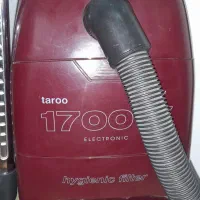 taroo
1700
ELECTRONIC
hygienic filter